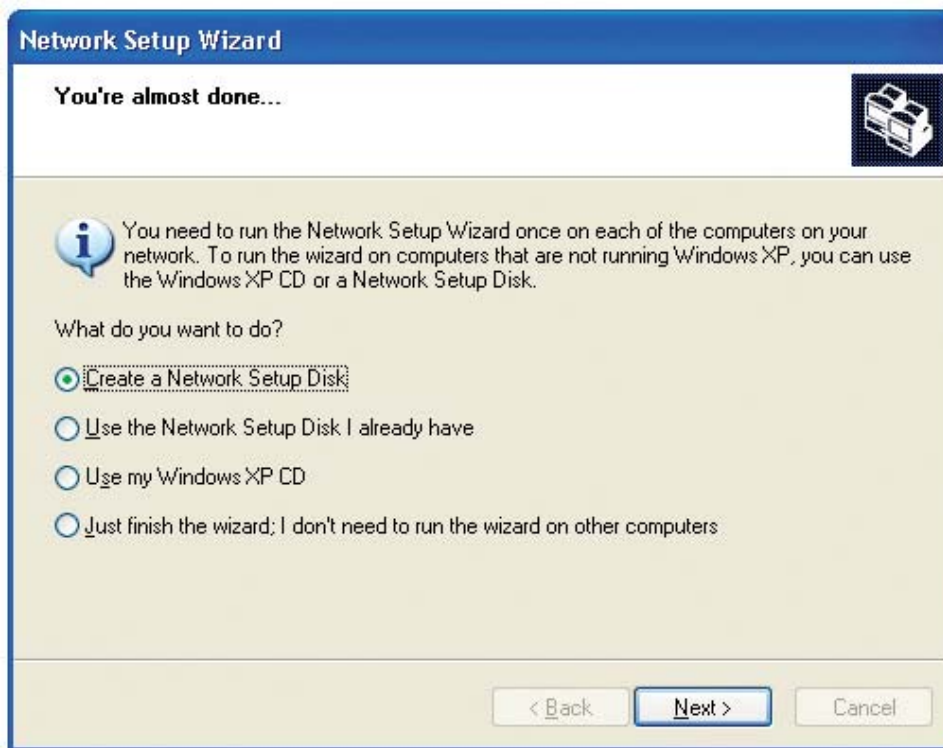 Network Setup Wizard
You're almost done...
You need to run the Network Setup Wizard once on each of the computers on your
network. To run the wizard on computers that are not running Windows XP, you can use
the Windows XP CD or a Network Setup Disk.
What do you want to do?
Create a Network Setup Disk
Use the Network Setup Disk I already have
Use my Windows XP CD
Just finish the wizard; I don't need to run the wizard on other computers
< Back
Next >
Cancel